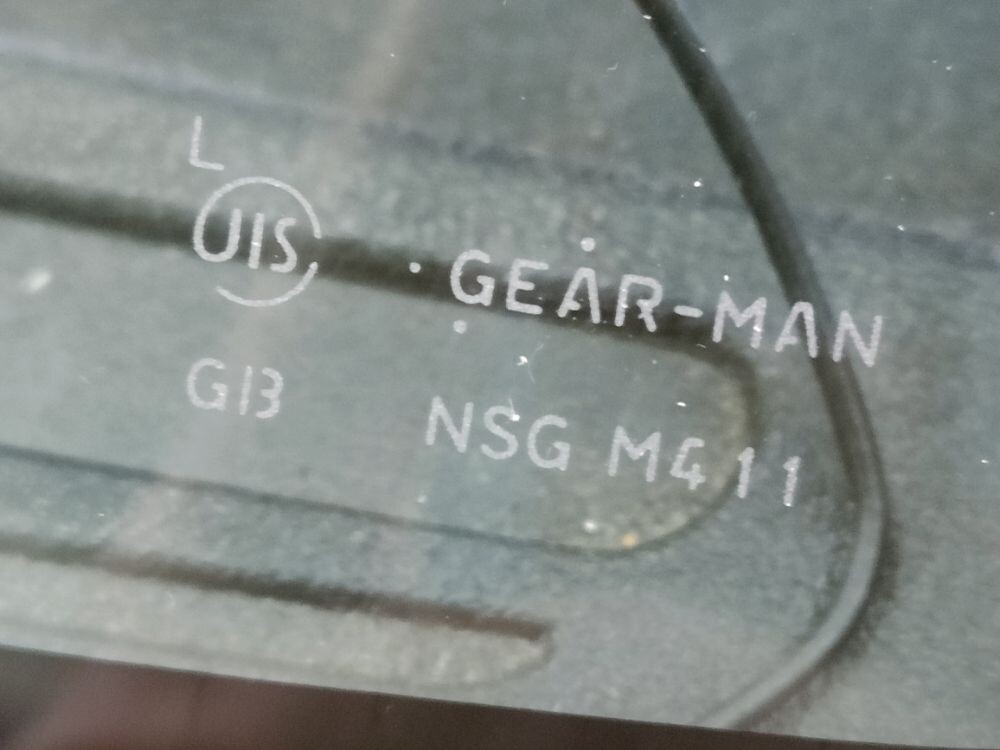 L
JIS
GEAR-MAN
G13
NSG M411